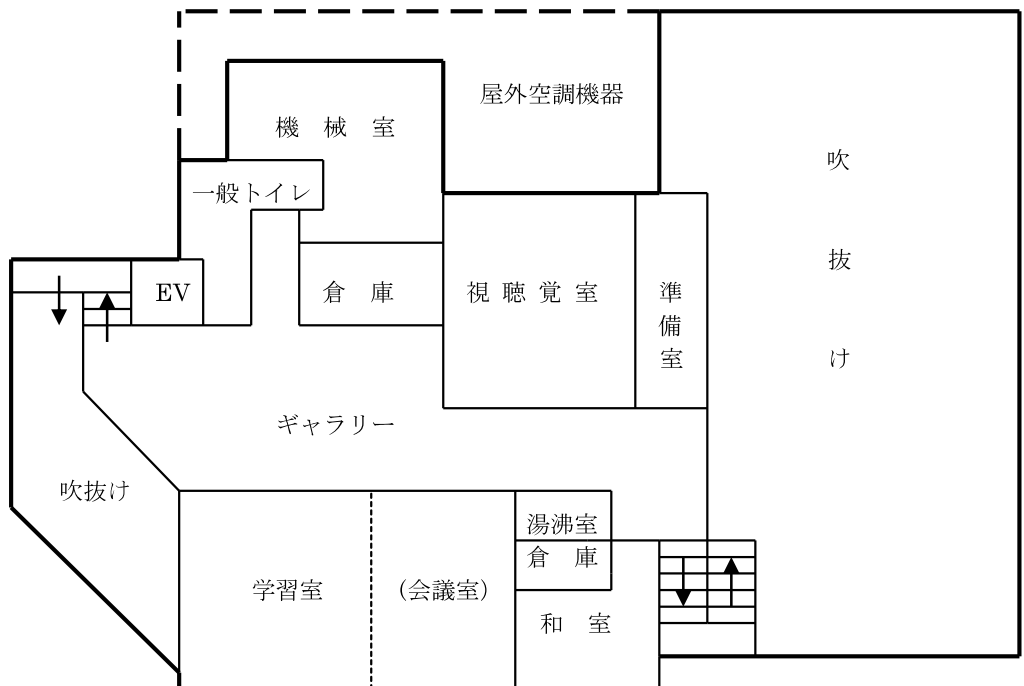 屋外空調機器
機 械 室
吹 抜 け
一般トイレ
EV
倉 庫
視 聴 覚 室
準備室
ギャラリー
吹抜け
湯沸室
倉 庫
学習室
(会議室)
和 室